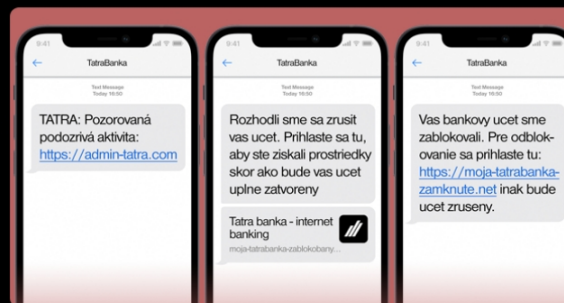 9:41
TatraBanka
Text Message
Today 16:50
TATRA: Pozorovaná
podozrivá aktivita:
https://admin-tatra.com
9:41
TatraBanka
Text Message
Today 16:50
Rozhodli sme sa zrusit
vas ucet. Prihlaste sa tu,
aby ste ziskali prostriedky
skor ako bude vas ucet
uplne zatvoreny
Tatra banka - internet
banking
moja-tatrabanka-zablokobany...
9:41
TatraBanka
Text Message
Today 16:50
Vas bankovy ucet sme
zablokovali. Pre odblok-
ovanie sa prihlaste tu:
https://moja-tatrabanka-
zamknute.net inak bude
ucet zruseny.